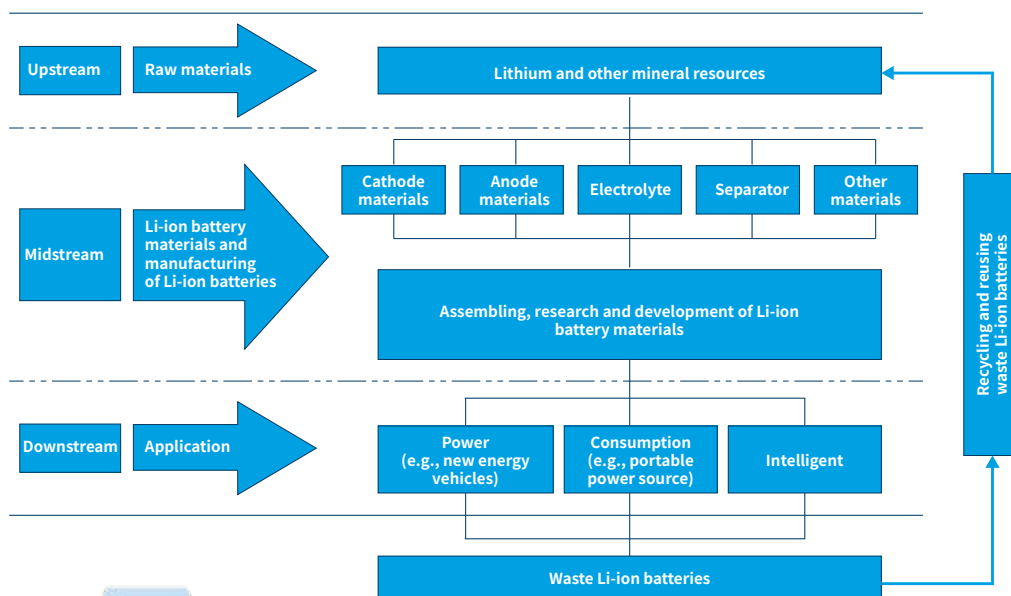 Upstream
Raw materials
Lithium and other mineral resources
Cathode
materials
Anode
materials
Electrolyte
Separator
Other
materials
Midstream
Li-ion battery
materials and
manufacturing
of Li-ion batteries
Assembling, research and development of Li-ion
battery materials
Recycling and reusing
waste Li-ion batteries
Downstream
Application
Power
(e.g., new energy
vehicles)
Consumption
(e.g., portable
power source)
Intelligent
Waste Li-ion batteries